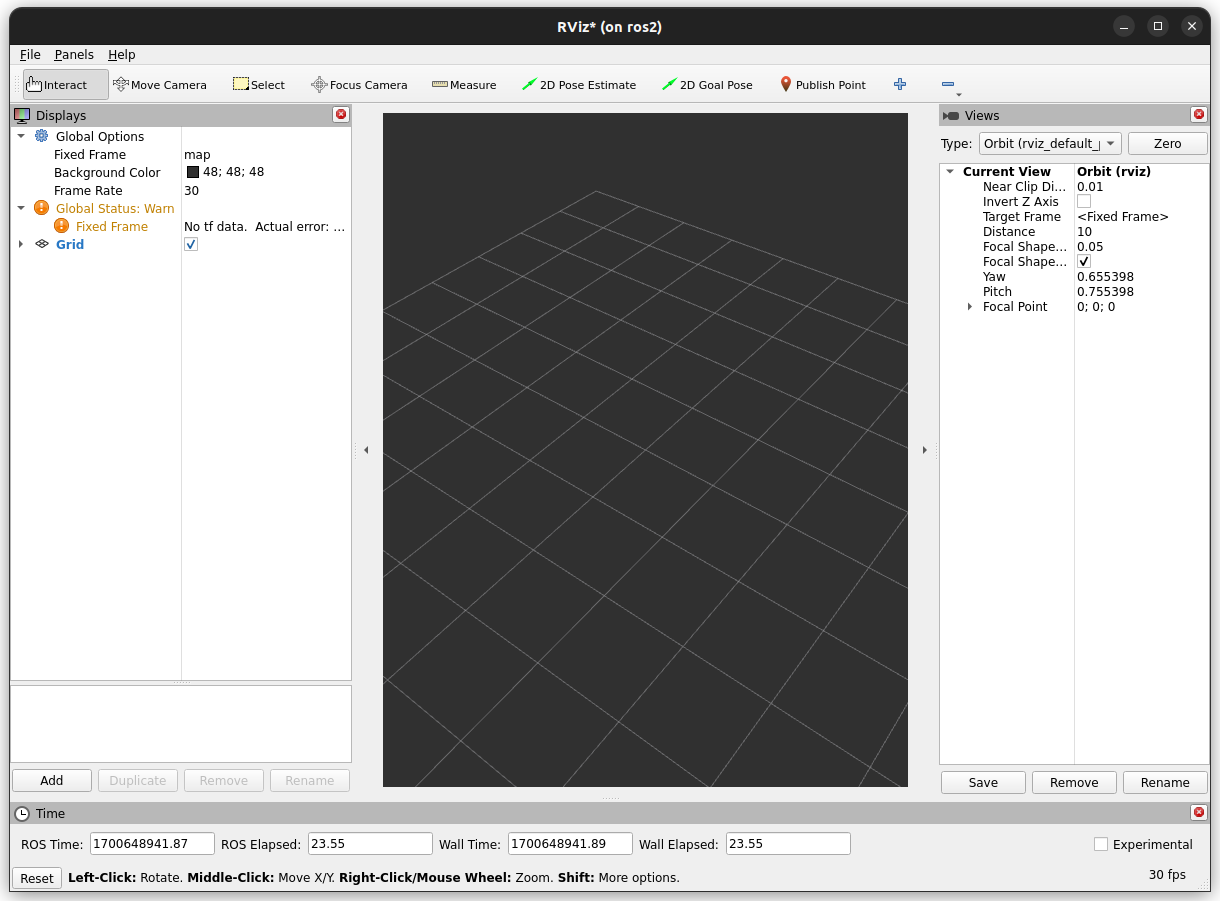 RViz* (on ros2)
File Panels Help
Interact Move Camera Select Focus Camera Measure 2D Pose Estimate 2D Goal Pose Publish Point
Displays
Global Options
Fixed Frame map
Background Color 48; 48; 48
Frame Rate 30
Global Status: Warn
Fixed Frame No tf data.  Actual error: ...
Grid
Add Duplicate Remove Rename
Views
Type: Orbit (rviz_default_ Zero
Current View Orbit (rviz)
Near Clip Di... 0.01
Invert Z Axis
Target Frame <Fixed Frame>
Distance 10
Focal Shape... 0.05
Focal Shape...
Yaw 0.655398
Pitch 0.755398
Focal Point 0; 0; 0
Save Remove Rename
Time
ROS Time: 1700648941.87 ROS Elapsed: 23.55 Wall Time: 1700648941.89 Wall Elapsed: 23.55 Experimental
Reset Left-Click: Rotate. Middle-Click: Move X/Y. Right-Click/Mouse Wheel: Zoom. Shift: More options. 30 fps